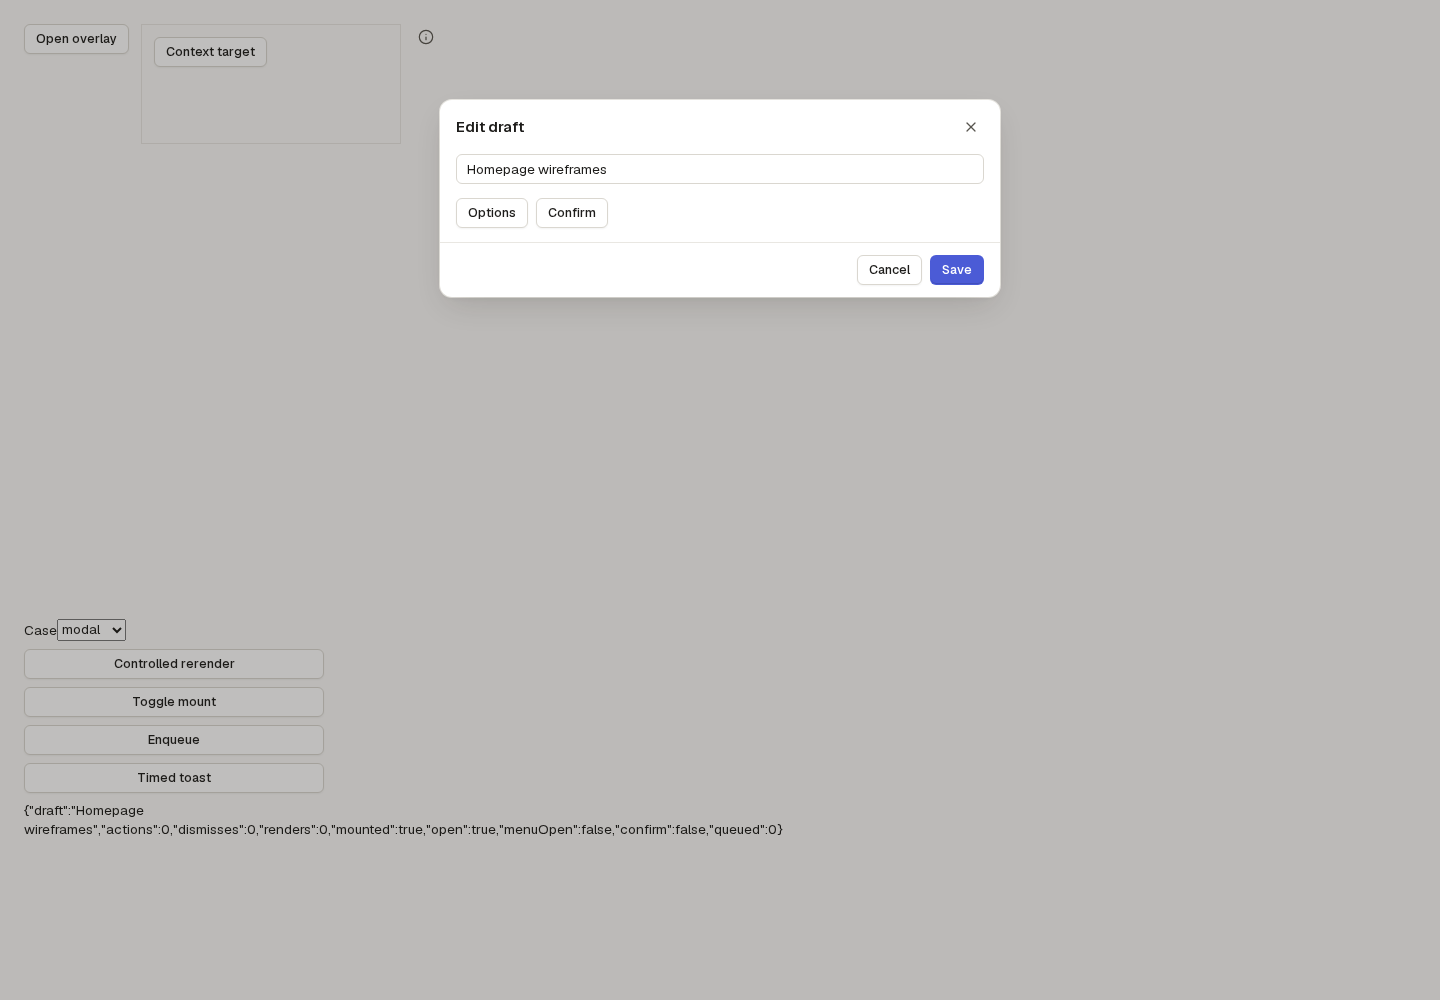 Open overlay
Context target
Edit draft
Homepage wireframes
Options
Confirm
Cancel
Save
Case
modal
Controlled rerender
Toggle mount
Enqueue
Timed toast
{"draft":"Homepage
wireframes","actions":0,"dismisses":0,"renders":0,"mounted":true,"open":true,"menuOpen":false,"confirm":false,"queued":0}